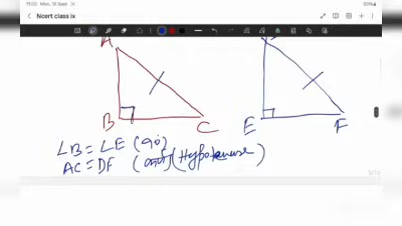 Ncert class ix
A
B
C
E
F
∠B = ∠E (90)
AC = DF (Hypotenuse)